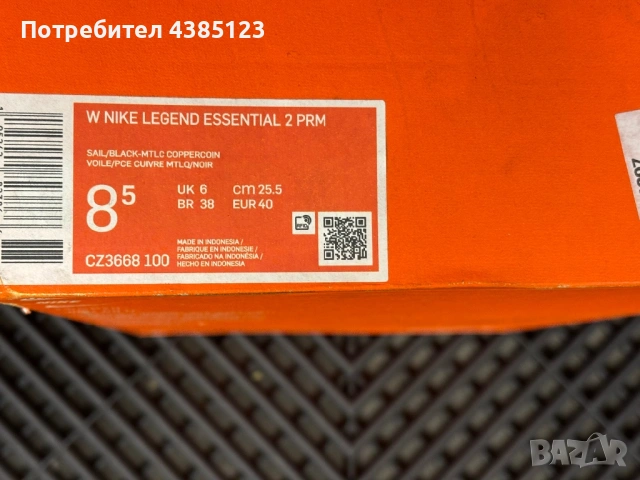 Потребител 4385123
W NIKE LEGEND ESSENTIAL 2 PRM
SAIL/BLACK-MTLC COPPERCOIN
VOILE/PCE CUIVRE MTLQ/NOIR
8⁵
UK 6 cm 25.5
BR 38 EUR 40
CZ3668 100
MADE IN INDONESIA /
FABRIQUE EN INDONESIE /
FABRICADO NA INDONÉSIA /
HECHO EN INDONESIA
BAZAR